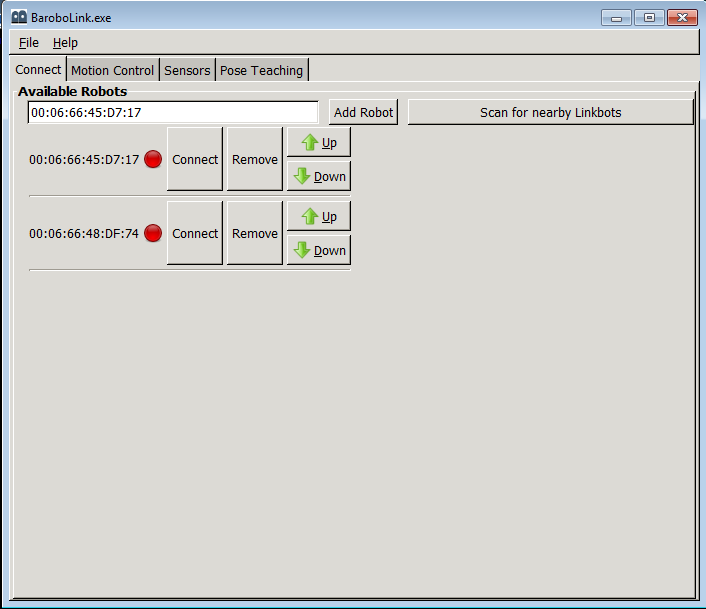 BaroboLink.exe
File Help
Connect Motion Control Sensors Pose Teaching
Available Robots
00:06:66:45:D7:17 Add Robot Scan for nearby Linkbots
00:06:66:45:D7:17 Connect Remove Up
Down
00:06:66:48:DF:74 Connect Remove Up
Down